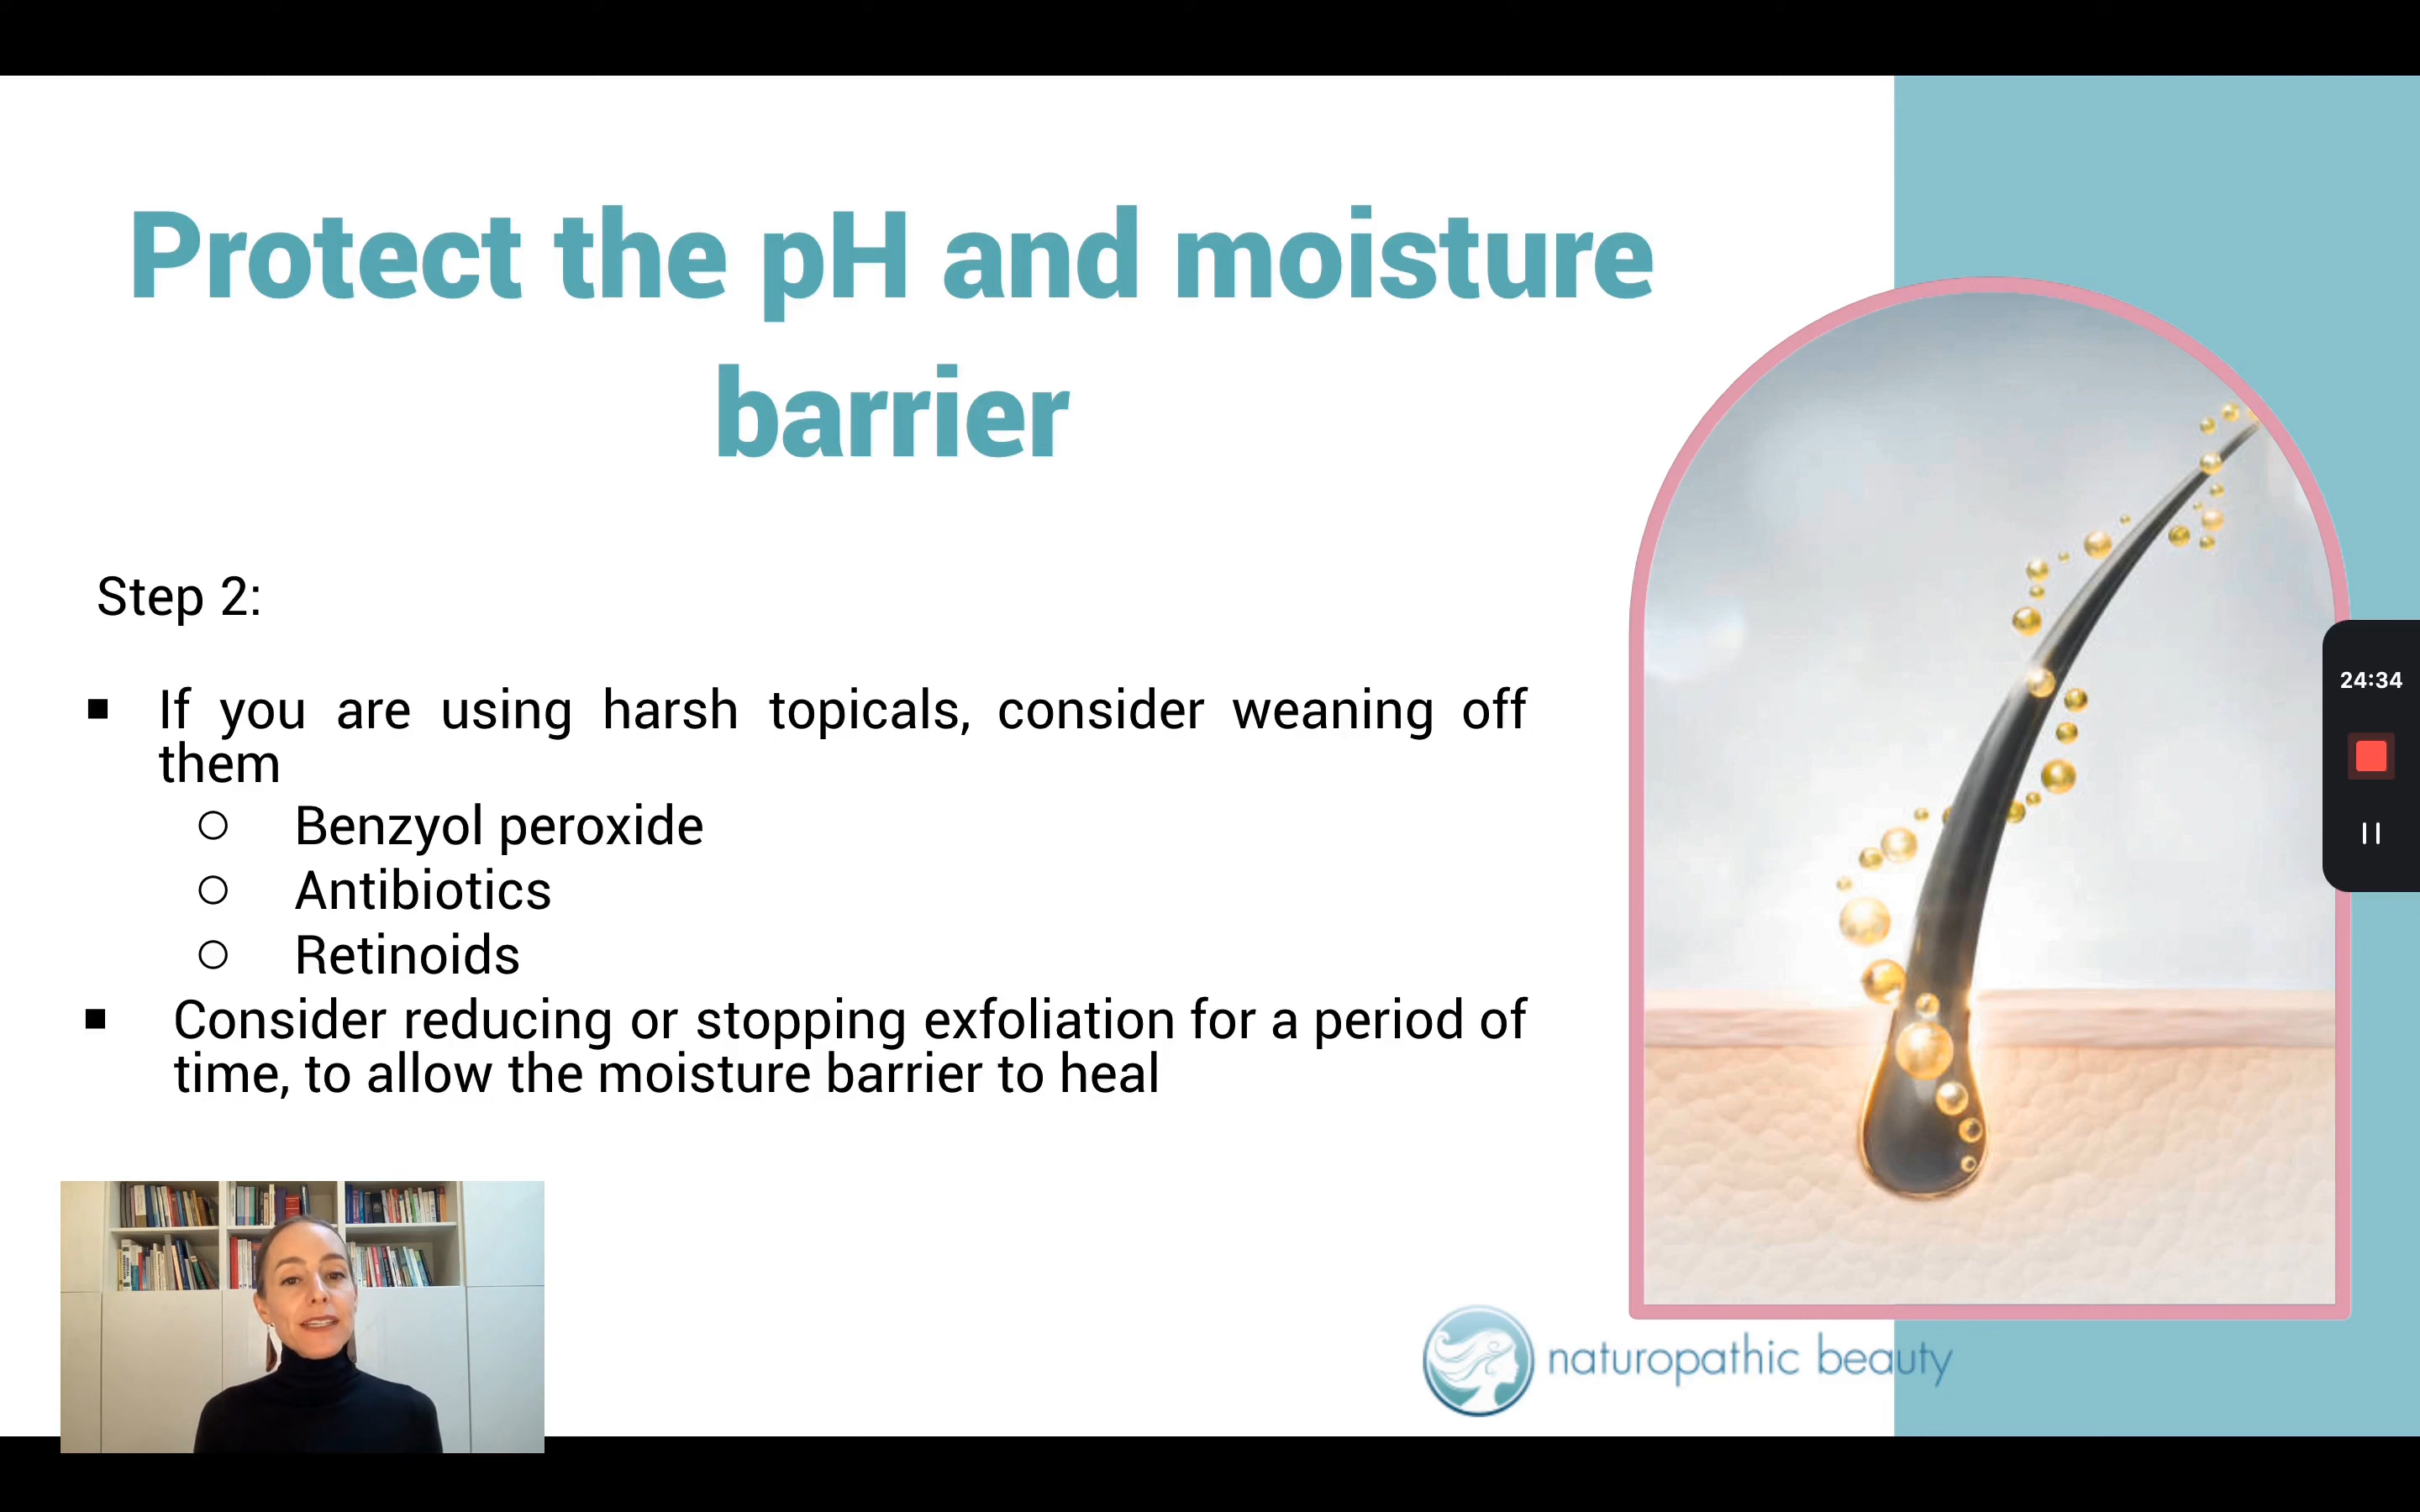 Protect the pH and moisture
barrier
Step 2:
▪ If you are using harsh topicals, consider weaning off
them
○ Benzyol peroxide
○ Antibiotics
○ Retinoids
▪ Consider reducing or stopping exfoliation for a period of
time, to allow the moisture barrier to heal
24:34
naturopathic beauty